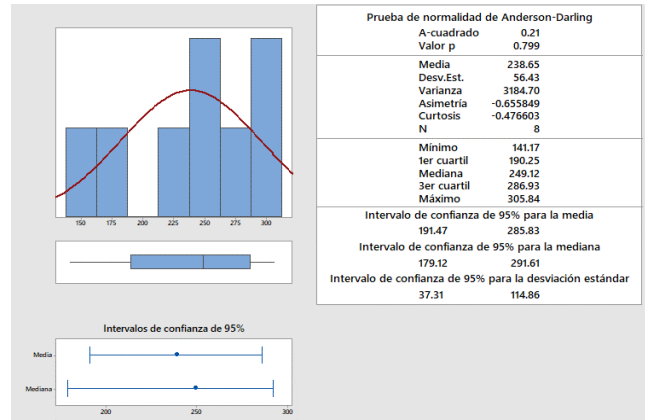 Prueba de normalidad de Anderson-Darling
A-cuadrado 0.21
Valor p 0.799
Media 238.65
Desv.Est. 56.43
Varianza 3184.70
Asimetría -0.655849
Curtosis -0.476603
N 8
Mínimo 141.17
1er cuartil 190.25
Mediana 249.12
3er cuartil 286.93
Máximo 305.84
Intervalo de confianza de 95% para la media
191.47 285.83
Intervalo de confianza de 95% para la mediana
179.12 291.61
Intervalo de confianza de 95% para la desviación estándar
37.31 114.86
150 175 200 225 250 275 300
Intervalos de confianza de 95%
Media
Mediana
200 250 300